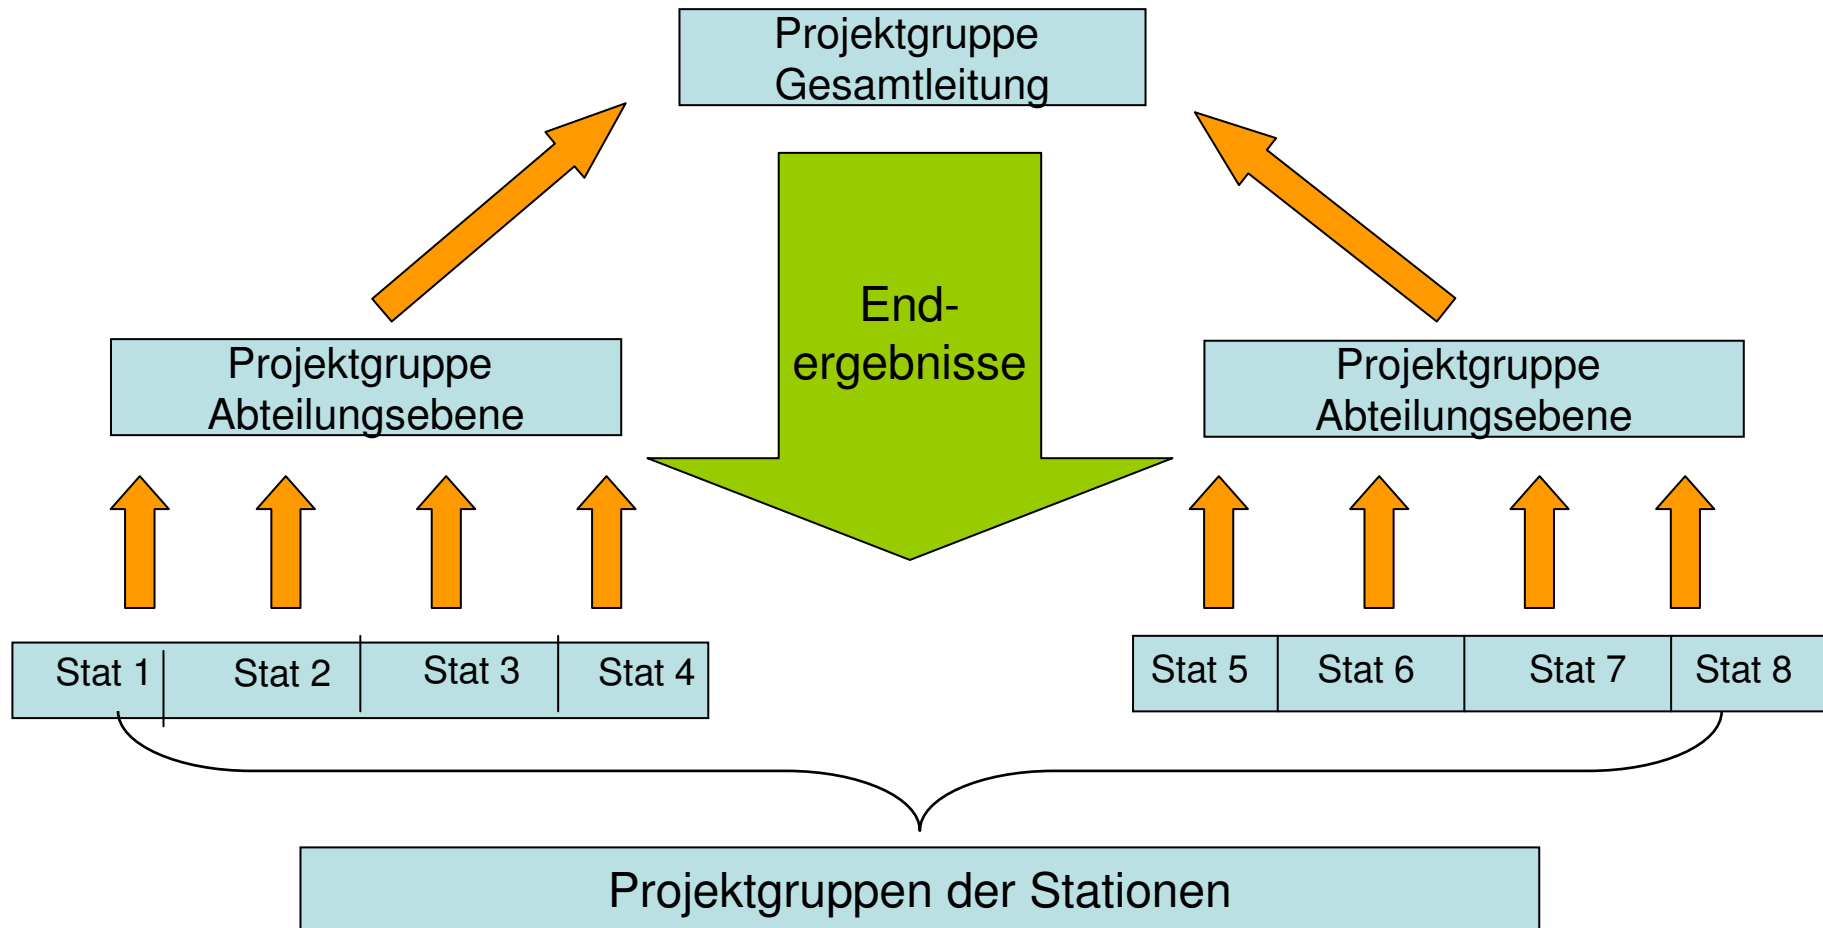 Projektgruppe
Gesamtleitung
End-
ergebnisse
Projektgruppe
Abteilungsebene
Projektgruppe
Abteilungsebene
Stat 1
Stat 2
Stat 3
Stat 4
Stat 5
Stat 6
Stat 7
Stat 8
Projektgruppen der Stationen